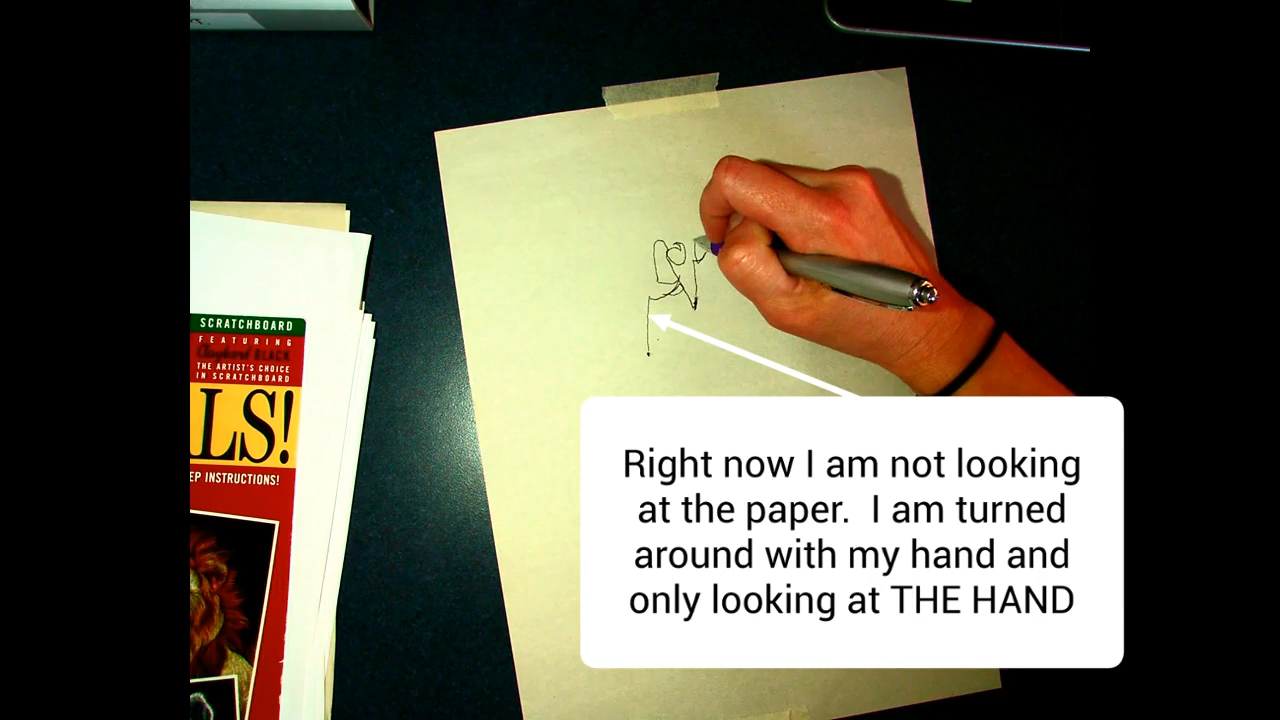 SCRATCHBOARD
FEATURING
BLACK
THE ARTIST'S CHOICE
IN SCRATCHBOARD
LS!
EP INSTRUCTIONS!
Right now I am not looking
at the paper. I am turned
around with my hand and
only looking at THE HAND